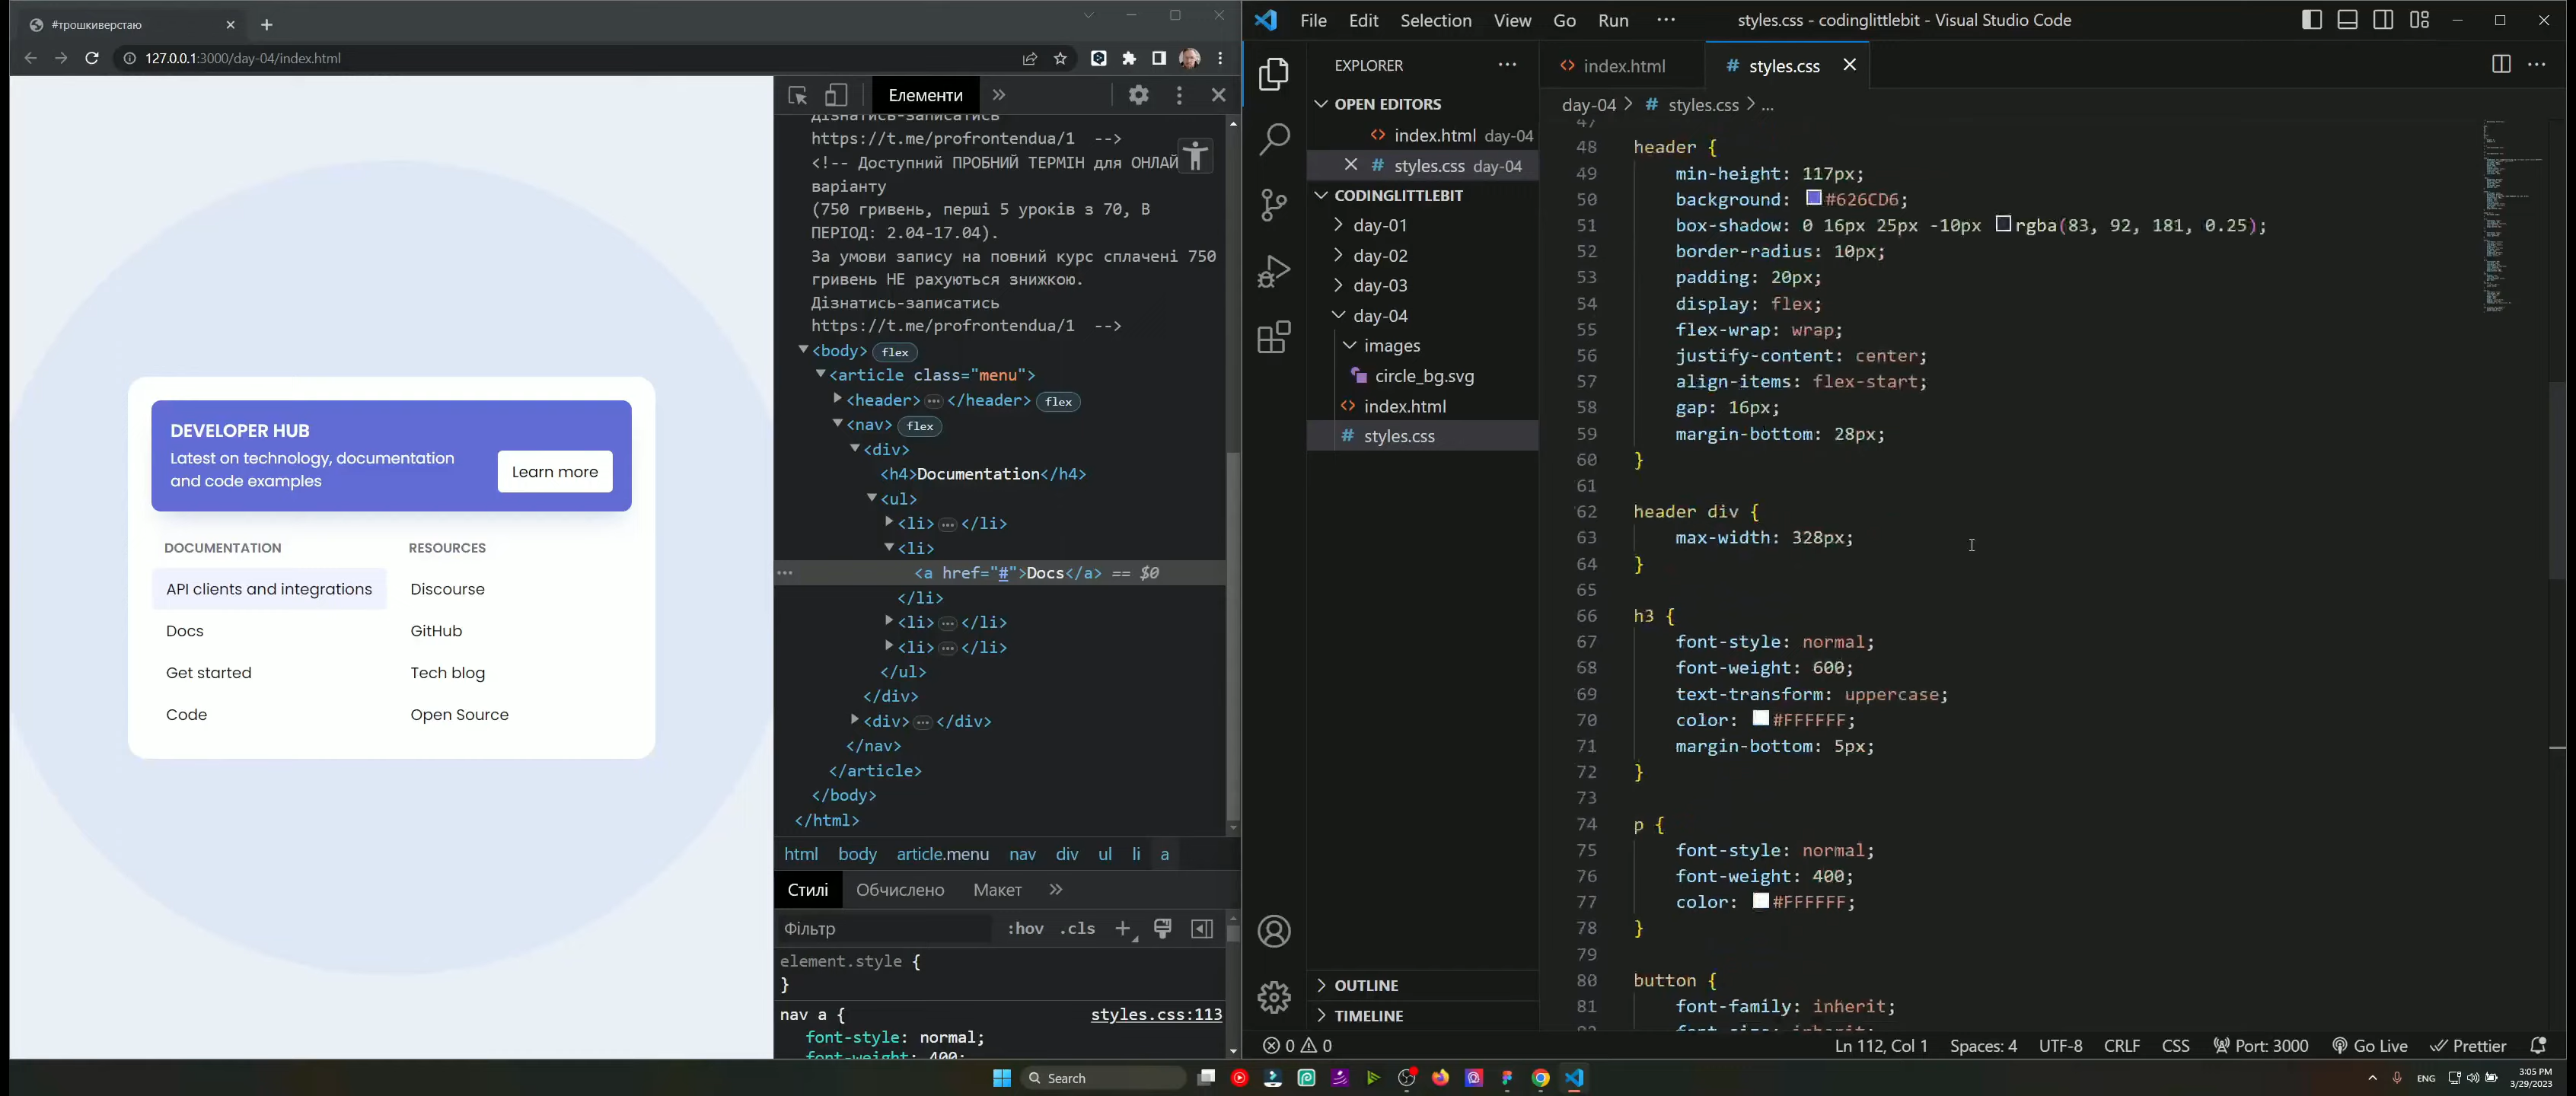 #трошкиверстаю
127.0.0.1:3000/day-04/index.html
DEVELOPER HUB
Latest on technology, documentation
and code examples
Learn more
DOCUMENTATION
RESOURCES
API clients and integrations
Discourse
Docs
GitHub
Get started
Tech blog
Code
Open Source
Елементи
Дізнатись-записатись
https://t.me/profrontendua/1 -->
<!-- Доступний ПРОБНИЙ ТЕРМІН для ОНЛАЙ
варіанту
(750 гривень, перші 5 уроків з 70, В
ПЕРІОД: 2.04-17.04).
За умови запису на повний курс сплачені 750
гривень НЕ рахуються знижкою.
Дізнатись-записатись
https://t.me/profrontendua/1 -->
<body> flex
<article class="menu">
<header> ... </header> flex
<nav> flex
<div>
<h4>Documentation</h4>
<ul>
<li> ... </li>
<li>
... <a href="#">Docs</a> == $0
</li>
<li> ... </li>
<li> ... </li>
</ul>
</div>
<div> ... </div>
</nav>
</article>
</body>
</html>
html body article.menu nav div ul li a
Стилі Обчислено Макет
Фільтр :hov .cls
element.style {
}
nav a { styles.css:113
font-style: normal;
font-weight: 400;
File Edit Selection View Go Run ···
styles.css - codinglittlebit - Visual Studio Code
EXPLORER ···
OPEN EDITORS
index.html day-04
styles.css day-04
CODINGLITTLEBIT
day-01
day-02
day-03
day-04
images
circle_bg.svg
index.html
styles.css
OUTLINE
TIMELINE
index.html
styles.css
day-04 > # styles.css > ...
47
48 header {
49 min-height: 117px;
50 background: #626CD6;
51 box-shadow: 0 16px 25px -10px rgba(83, 92, 181, 0.25);
52 border-radius: 10px;
53 padding: 20px;
54 display: flex;
55 flex-wrap: wrap;
56 justify-content: center;
57 align-items: flex-start;
58 gap: 16px;
59 margin-bottom: 28px;
60 }
61
62 header div {
63 max-width: 328px;
64 }
65
66 h3 {
67 font-style: normal;
68 font-weight: 600;
69 text-transform: uppercase;
70 color: #FFFFFF;
71 margin-bottom: 5px;
72 }
73
74 p {
75 font-style: normal;
76 font-weight: 400;
77 color: #FFFFFF;
78 }
79
80 button {
81 font-family: inherit;
82 font-size: inherit;
0 0
Ln 112, Col 1 Spaces: 4 UTF-8 CRLF CSS Port: 3000 Go Live Prettier
Search
ENG
3:05 PM
3/29/2023